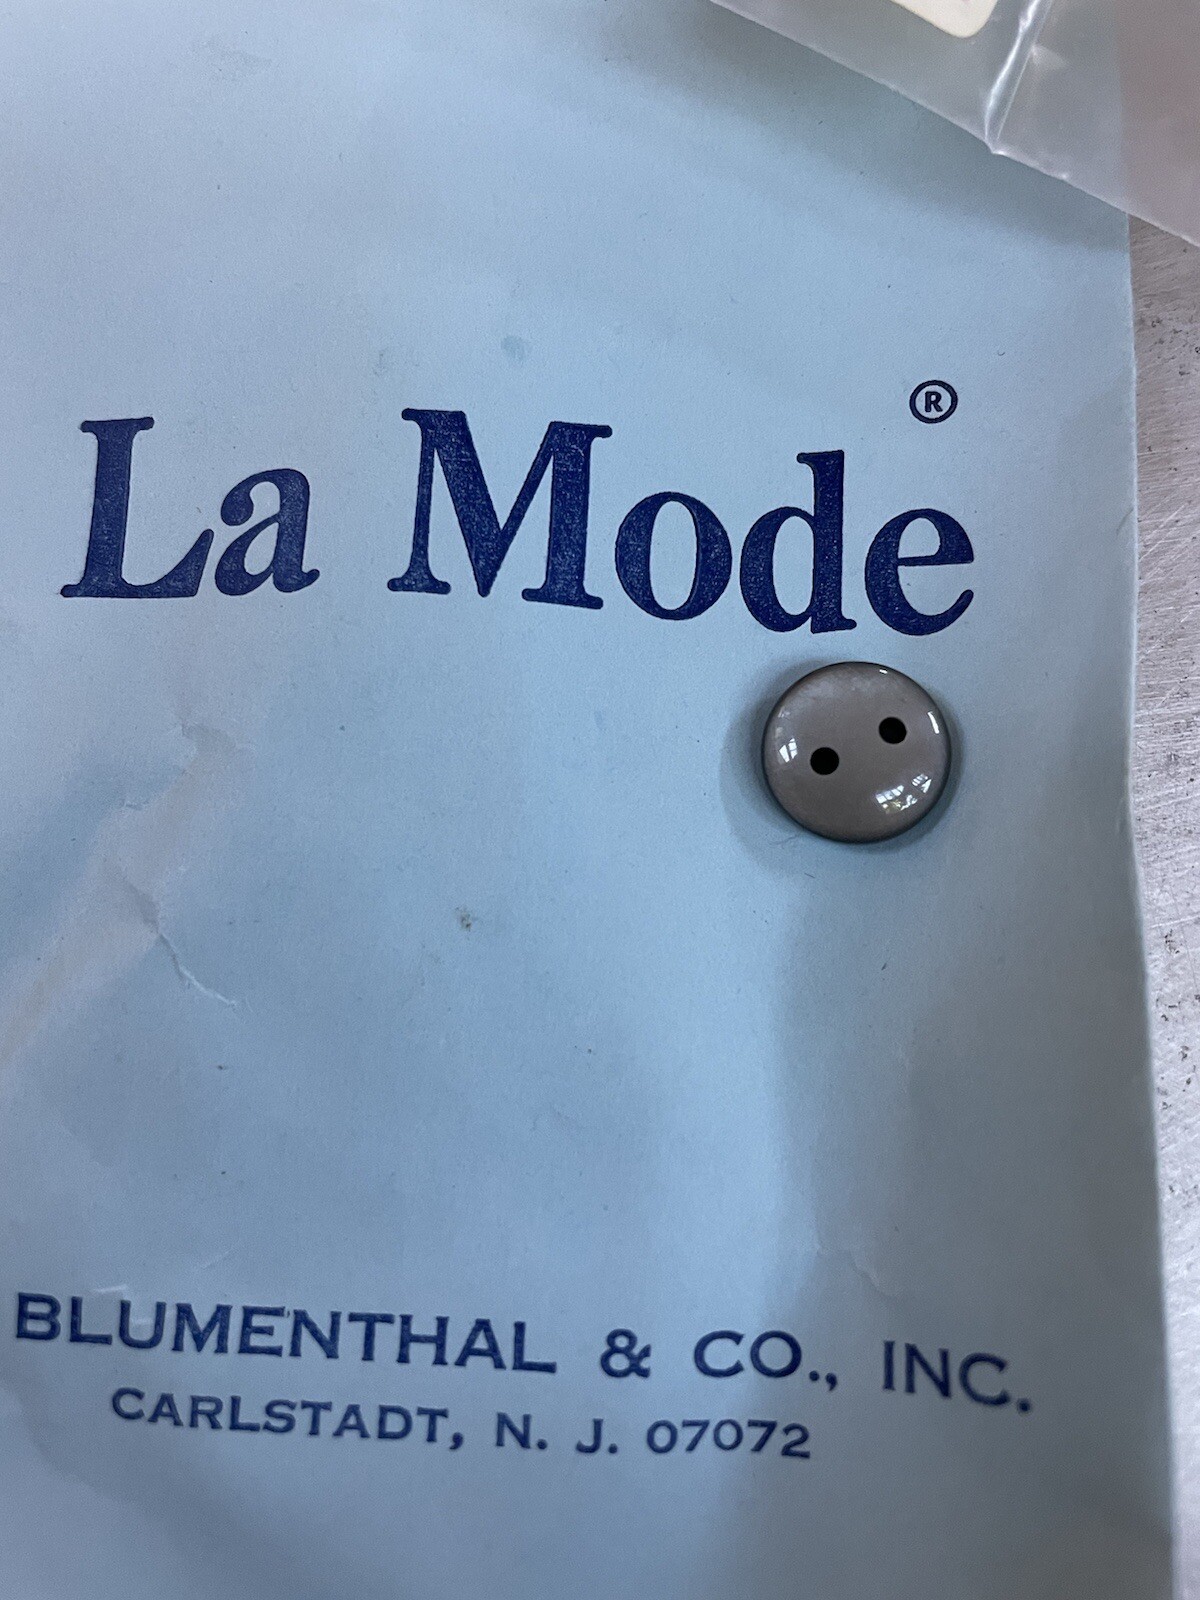 La Mode®
BLUMENTHAL & CO., INC.
CARLSTADT, N. J. 07072